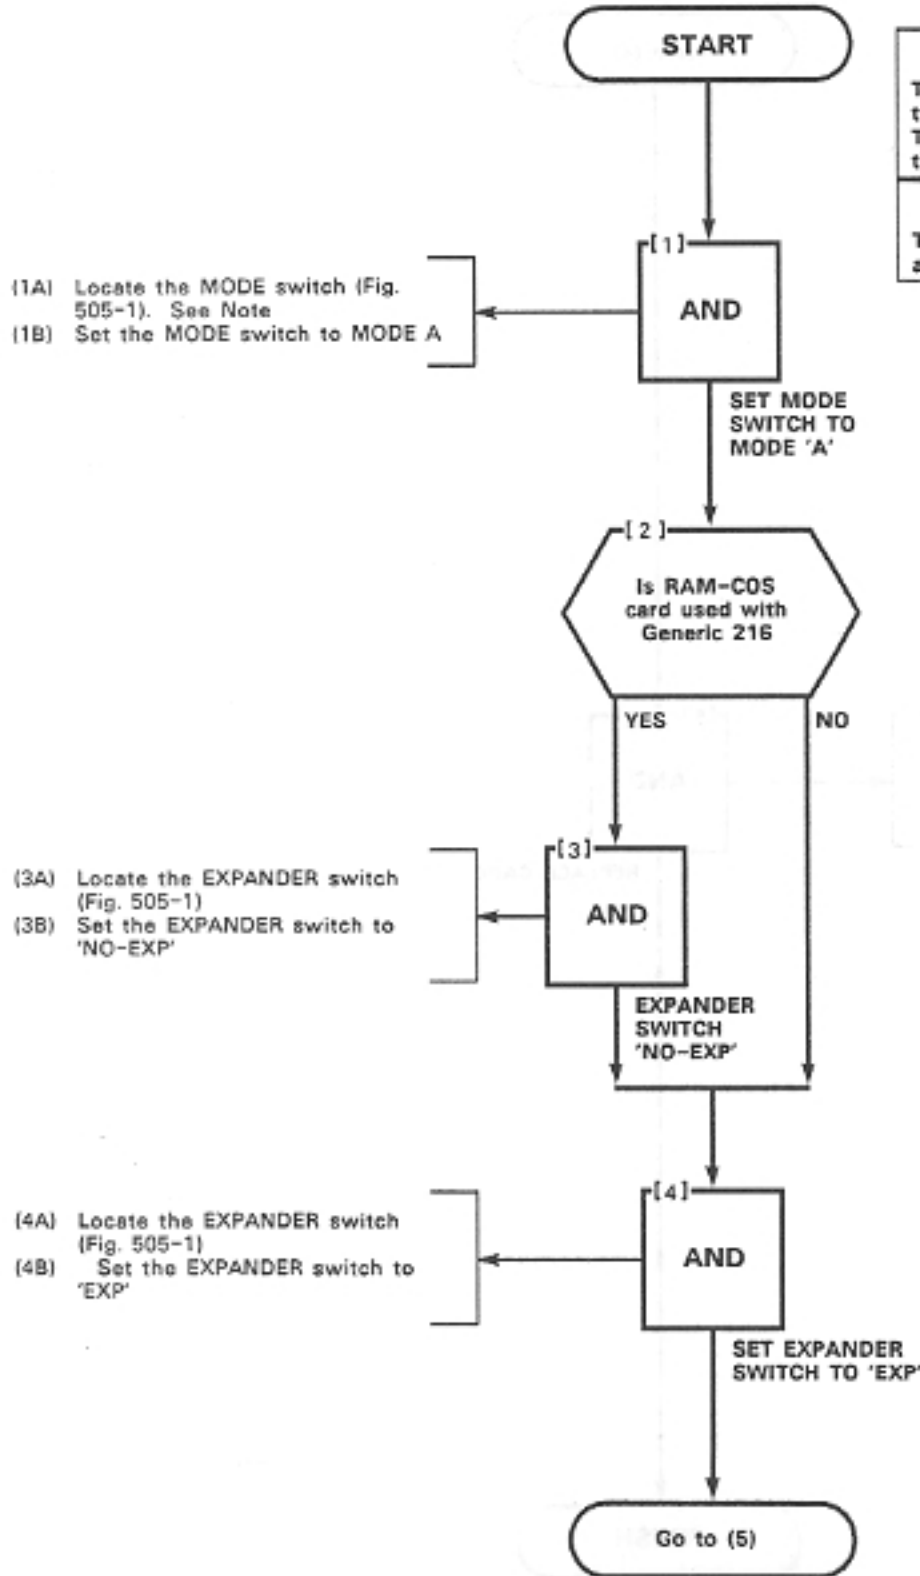 START
[1]
AND
(1A) Locate the MODE switch (Fig.
505-1). See Note
(1B) Set the MODE switch to MODE A
SET MODE
SWITCH TO
MODE 'A'
[2]
Is RAM-COS
card used with
Generic 216
YES
NO
[3]
AND
(3A) Locate the EXPANDER switch
(Fig. 505-1)
(3B) Set the EXPANDER switch to
'NO-EXP'
EXPANDER
SWITCH
'NO-EXP'
[4]
AND
(4A) Locate the EXPANDER switch
(Fig. 505-1)
(4B) Set the EXPANDER switch to
'EXP'
SET EXPANDER
SWITCH TO 'EXP'
Go to (5)